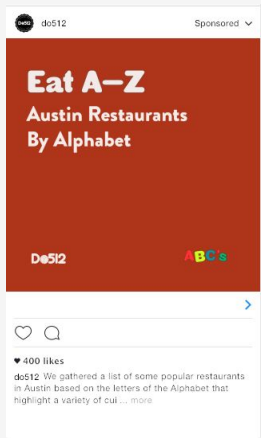 do512
Sponsored
Eat A–Z
Austin Restaurants
By Alphabet
Do512
ABC's
400 likes
do512 We gathered a list of some popular restaurants
in Austin based on the letters of the Alphabet that
highlight a variety of cui ... more